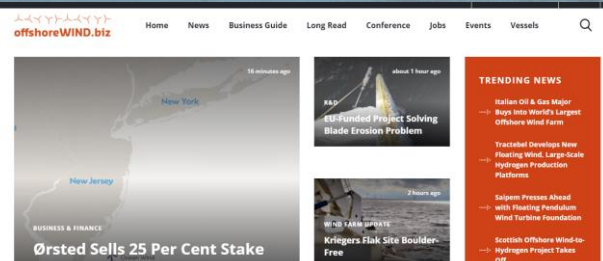 offshoreWIND.biz
Home News Business Guide Long Read Conference Jobs Events Vessels
16 minutes ago
New York
New Jersey
BUSINESS & FINANCE
Ørsted Sells 25 Per Cent Stake
about 1 hour ago
R&D
EU-Funded Project Solving
Blade Erosion Problem
2 hours ago
WIND FARM UPDATE
Kriegers Flak Site Boulder-
Free
TRENDING NEWS
Italian Oil & Gas Major
Buys Into World's Largest
Offshore Wind Farm
Tractebel Develops New
Floating Wind, Large-Scale
Hydrogen Production
Platforms
Saipem Presses Ahead
with Floating Pendulum
Wind Turbine Foundation
Scottish Offshore Wind-to-
Hydrogen Project Takes
Off